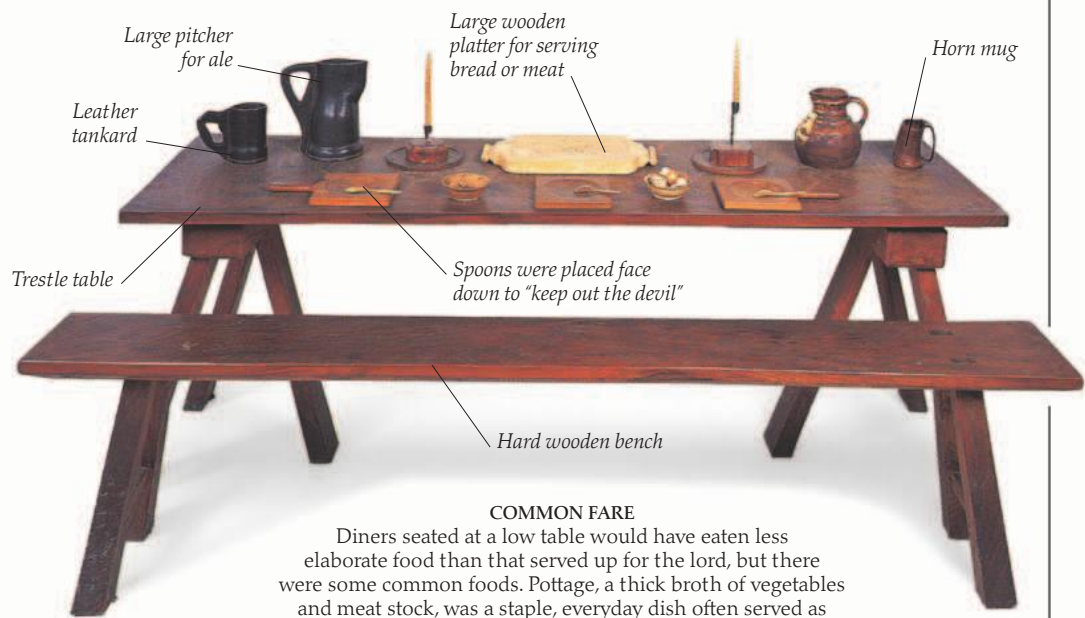 Large pitcher
for ale
Large wooden
platter for serving
bread or meat
Horn mug
Leather
tankard
Trestle table
Spoons were placed face
down to “keep out the devil”
Hard wooden bench
COMMON FARE
Diners seated at a low table would have eaten less
elaborate food than that served up for the lord, but there
were some common foods. Pottage, a thick broth of vegetables
and meat stock, was a staple, everyday dish often served as